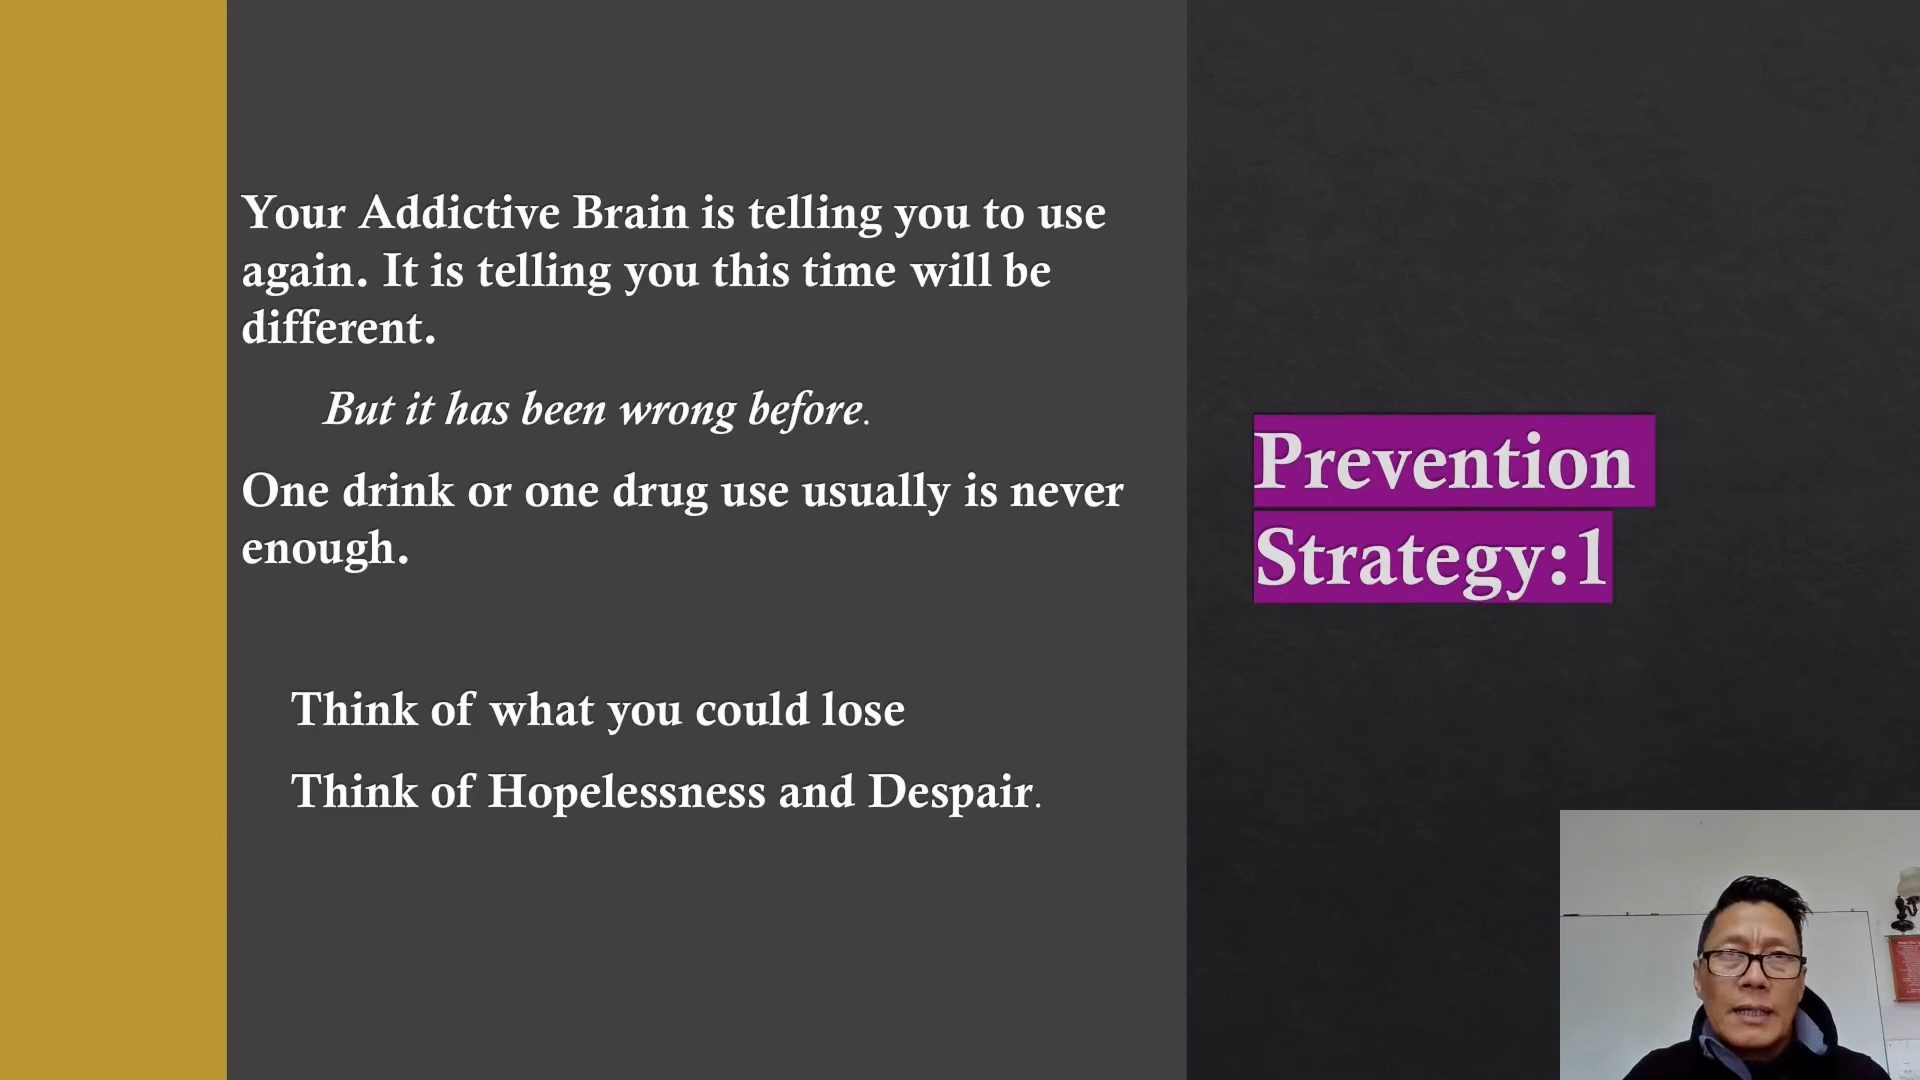 Your Addictive Brain is telling you to use
again. It is telling you this time will be
different.
But it has been wrong before.
One drink or one drug use usually is never
enough.
Think of what you could lose
Think of Hopelessness and Despair.
Prevention
Strategy:1